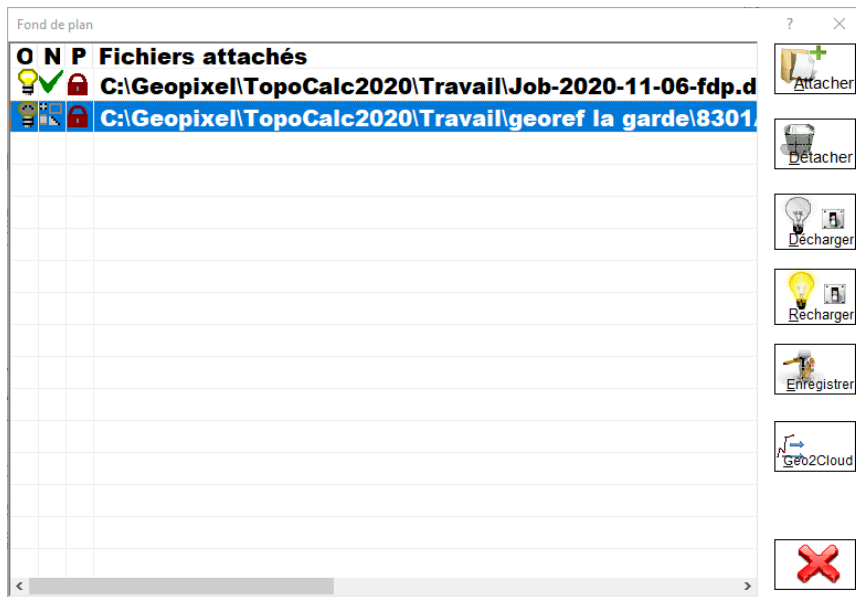 Fond de plan
?
O N P Fichiers attachés
C:\Geopixel\TopoCalc2020\Travail\Job-2020-11-06-fdp.d
C:\Geopixel\TopoCalc2020\Travail\georef la garde\8301
Attacher
Détacher
Décharger
Recharger
Enregistrer
Geo2Cloud